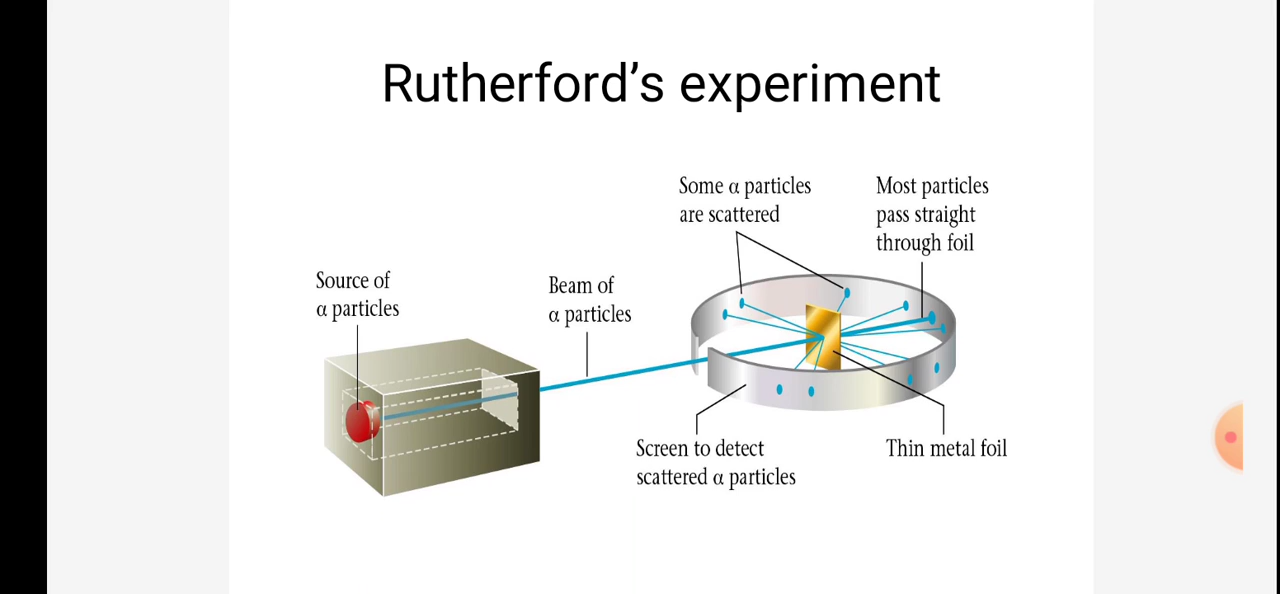 Rutherford’s experiment
Some α particles
are scattered
Most particles
pass straight
through foil
Source of
α particles
Beam of
α particles
Screen to detect
scattered α particles
Thin metal foil